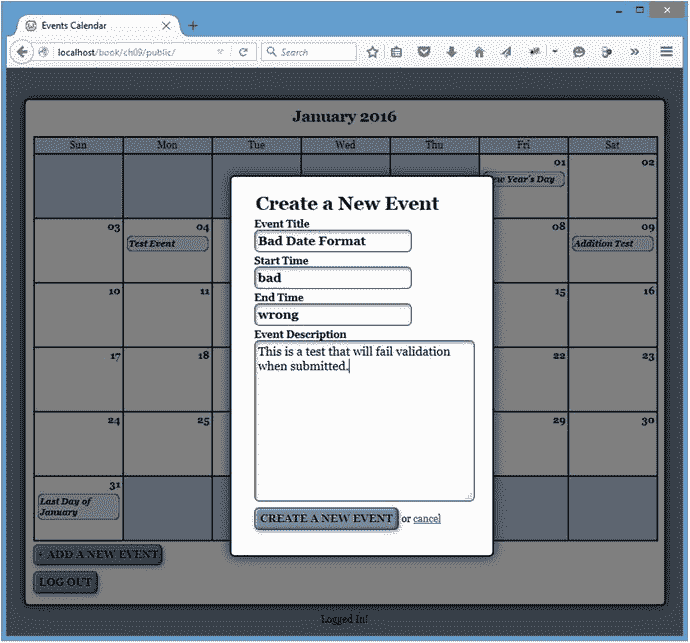 Events Calendar
localhost/book/ch09/public/
Search
January 2016
Sun Mon Tue Wed Thu Fri Sat
01 02
Year's Day
03 04 08 09
Test Event
Addition Test
10 11 15 16
17 18 22 23
24 25 29 30
31
Last Day of
January
Create a New Event
Event Title
Bad Date Format
Start Time
bad
End Time
wrong
Event Description
This is a test that will fail validation
when submitted.
CREATE A NEW EVENT or cancel
+ ADD A NEW EVENT
LOG OUT
Logged In!